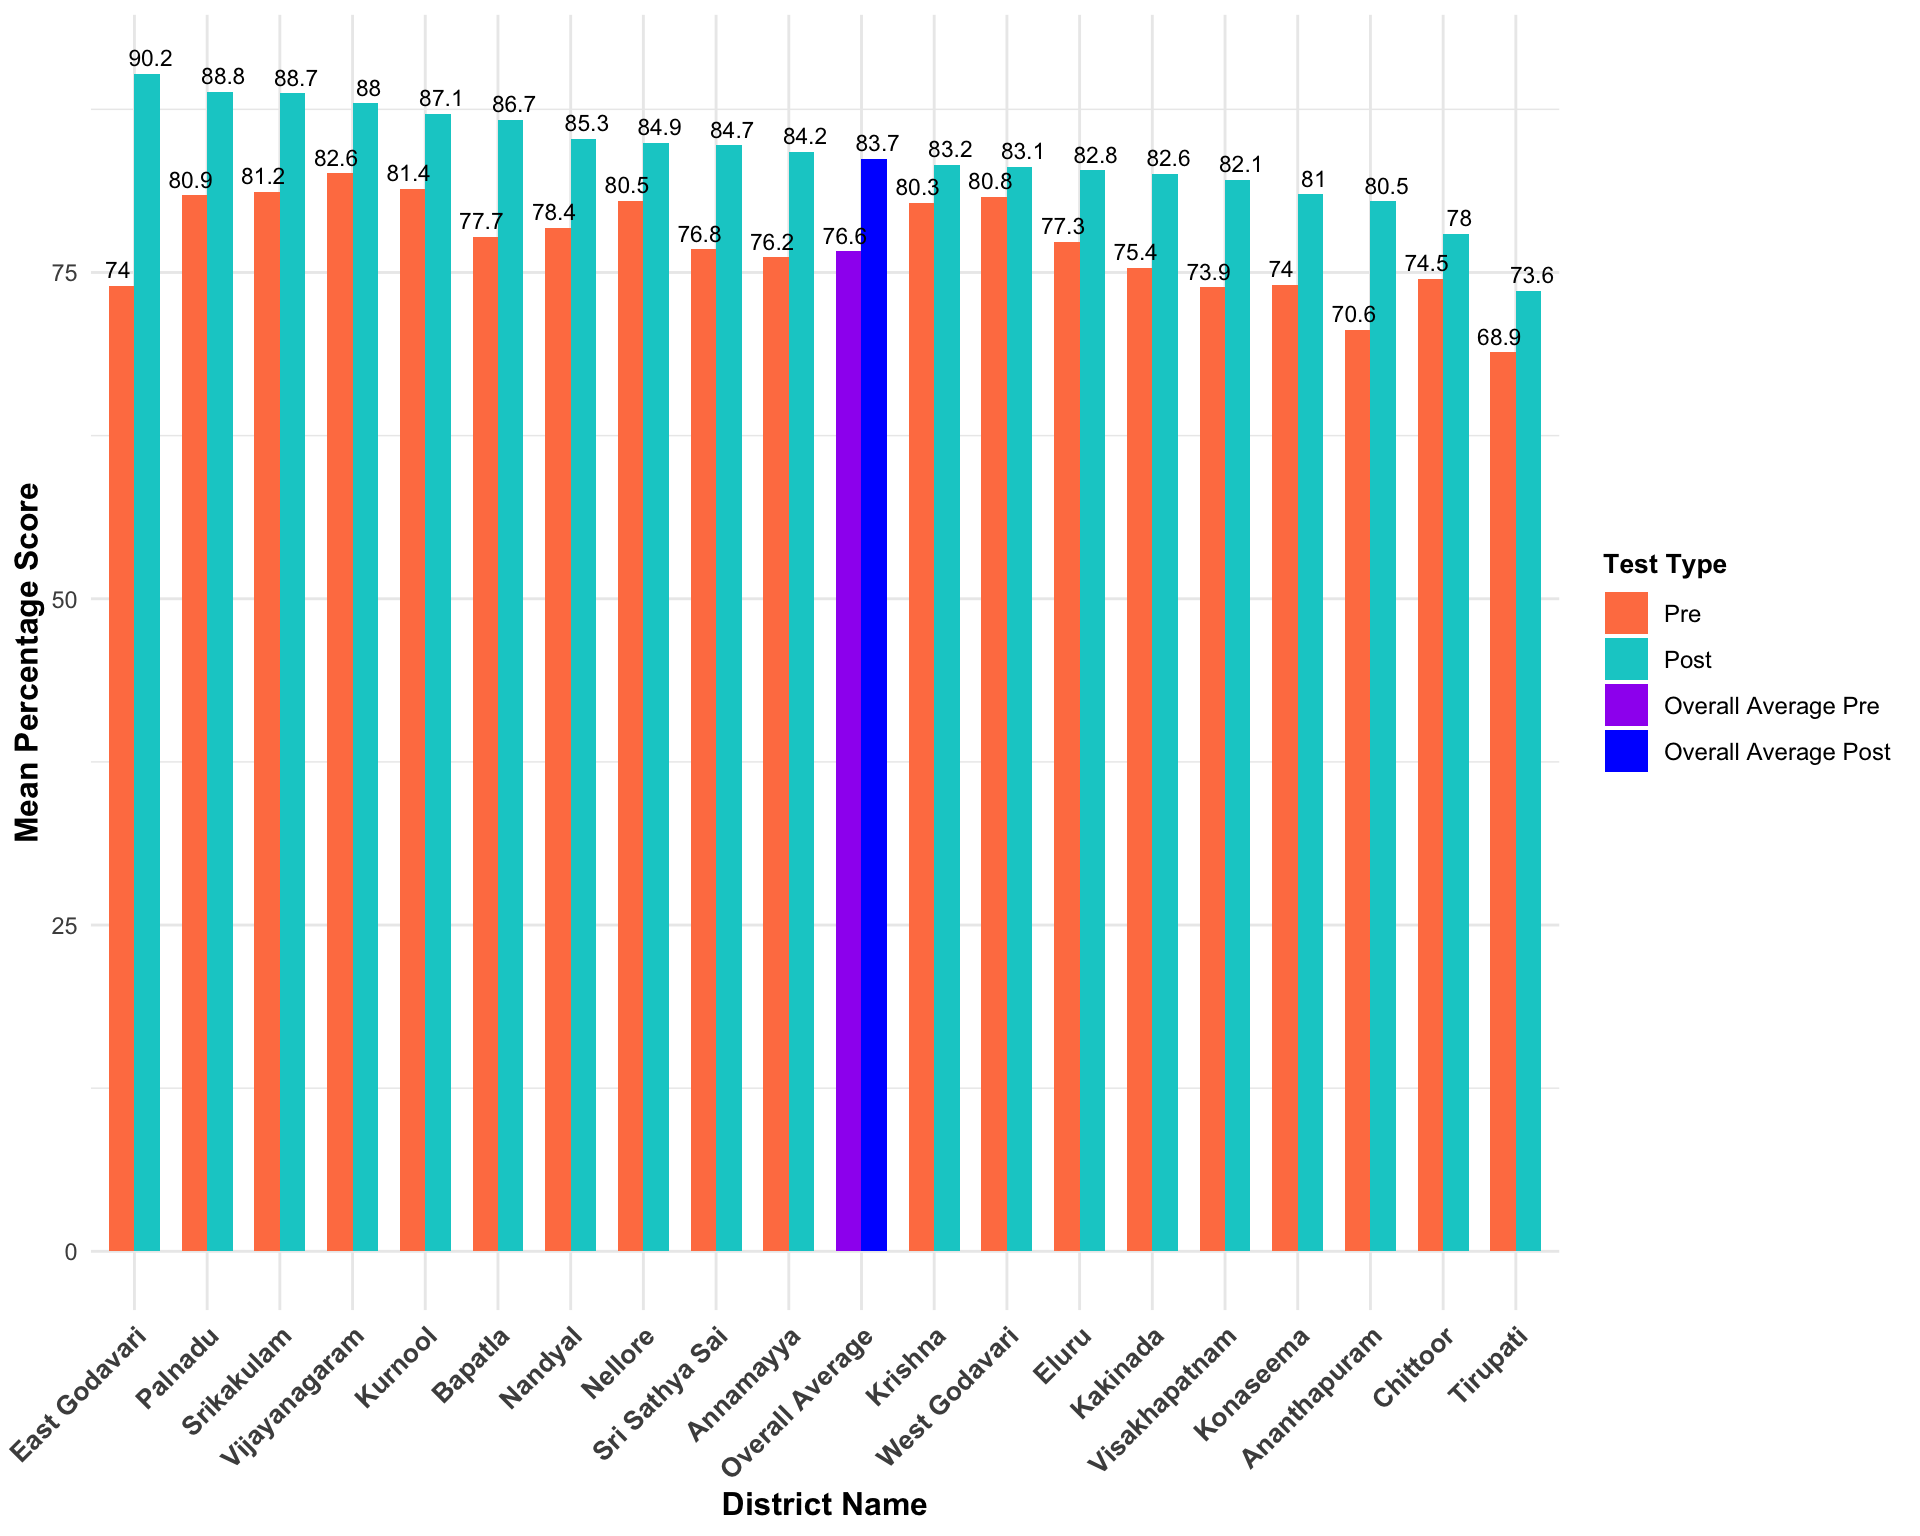 90.2
88.8
88.7
88
87.1
86.7
85.3
84.9
84.7
84.2
83.7
83.2
83.1
82.8
82.6
82.1
81
80.5
78
73.6
74
80.9
81.2
82.6
81.4
77.7
78.4
80.5
76.8
76.2
76.6
80.3
80.8
77.3
75.4
73.9
74
70.6
74.5
68.9
75
50
25
0
Mean Percentage Score
East Godavari
Palnadu
Srikakulam
Vijayanagaram
Kurnool
Bapatla
Nandyal
Nellore
Sri Sathya Sai
Annamayya
Overall Average
Krishna
West Godavari
Eluru
Kakinada
Visakhapatnam
Konaseema
Ananthapuram
Chittoor
Tirupati
District Name
Test Type
Pre
Post
Overall Average Pre
Overall Average Post